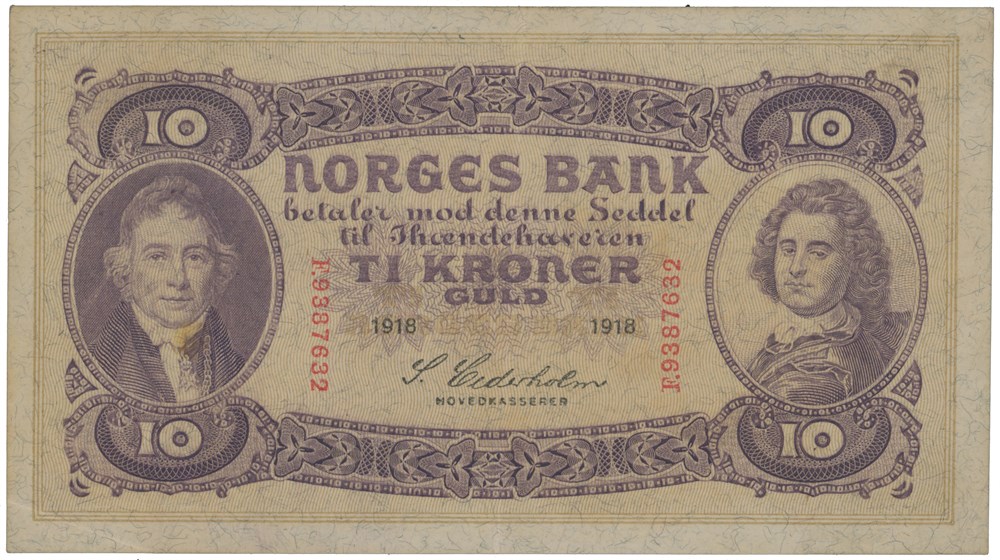 10 10
NORGES BANK
betaler mod denne Seddel
til Ihændehaveren
TI KRONER
GULD
F.9387632
F.9387632
1918 1918
S. Cederholm
HOVEDKASSERER
10 10